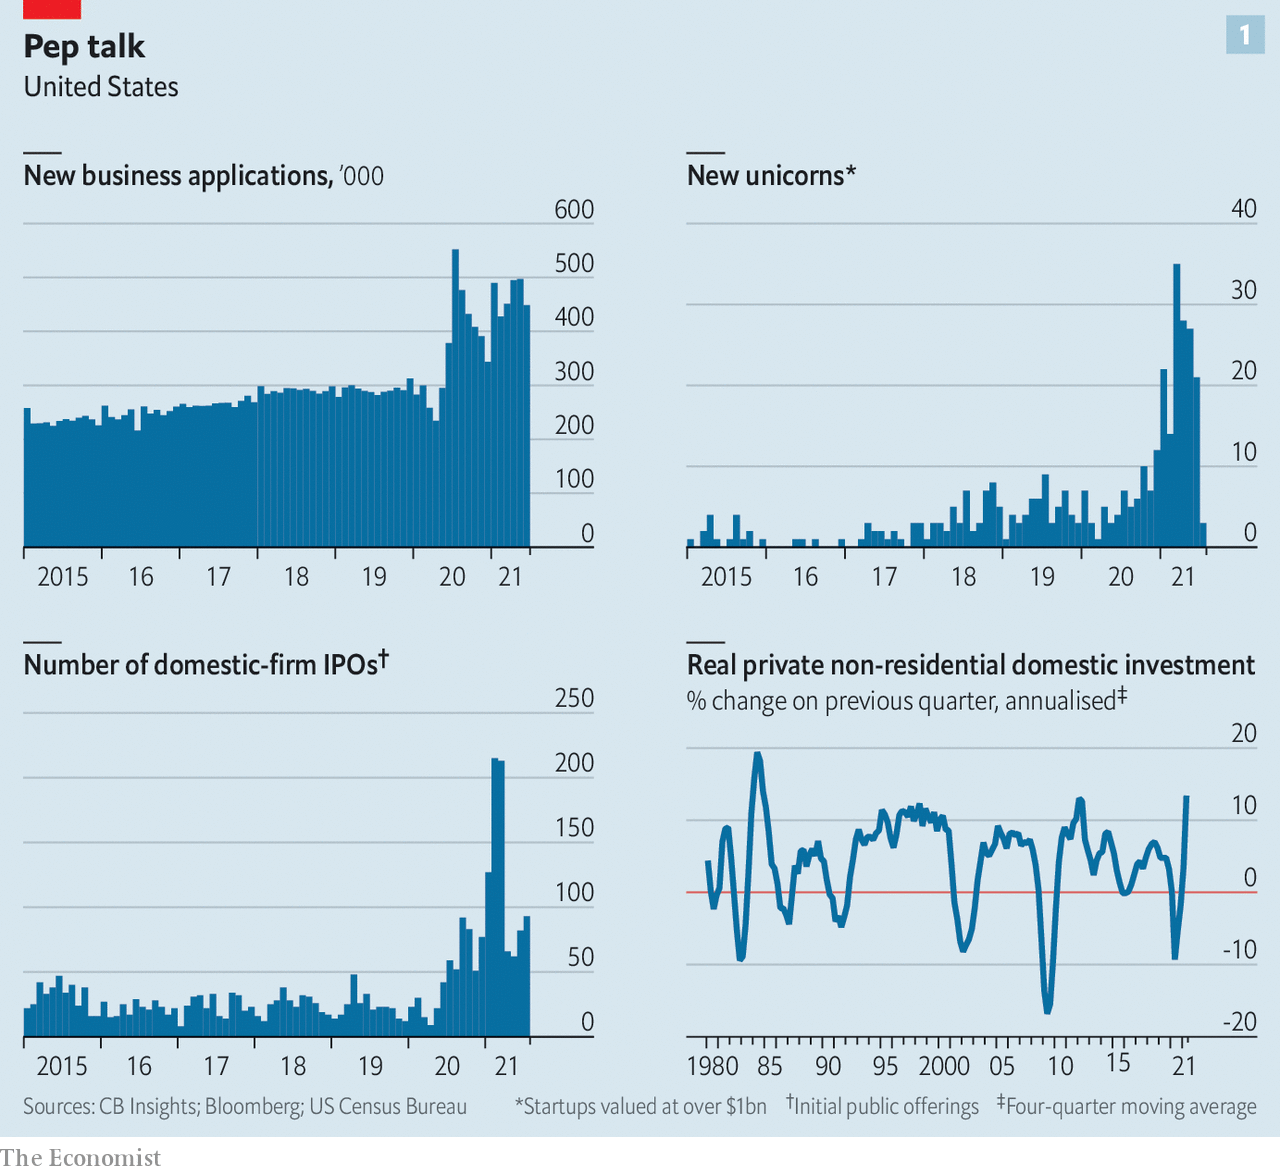 1
Pep talk
United States
New business applications, ’000
600
500
400
300
200
100
0
2015 16 17 18 19 20 21
New unicorns*
40
30
20
10
0
2015 16 17 18 19 20 21
Number of domestic-firm IPOs†
250
200
150
100
50
0
2015 16 17 18 19 20 21
Real private non-residential domestic investment
% change on previous quarter, annualised‡
20
10
0
-10
-20
1980 85 90 95 2000 05 10 15 21
Sources: CB Insights; Bloomberg; US Census Bureau *Startups valued at over $1bn †Initial public offerings ‡Four-quarter moving average
The Economist